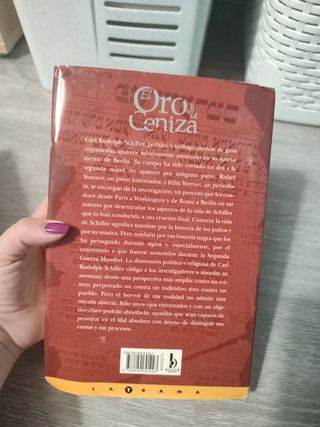 El
Oro
y la
Ceniza
Carl Rudolph Schiller, político y teólogo alemán de gran
reputación, aparece salvajemente asesinado en su aparta-
mento de Berlín. Su cuerpo ha sido cortado en dos y la
segunda mitad no aparece por ninguna parte. Rafael
Simmer, un joven historiador, y Félix Werner, un periodis-
ta, se encargan de la investigación, un proceso que les con-
duce desde París a Washington y de Roma a Berlín en un
intento por desentrañar los aspectos de la vida de Schiller
que han conducido a tan cruento final. Conocer la vida
de Schiller significa transitar por la historia de los judíos y
por su mística. Pero también por esa historia negra que los
ha perseguido durante siglos y, especialmente, por el
exterminio a que fueron sometidos durante la Segunda
Guerra Mundial. La dimensión política y religiosa de Carl
Rudolph Schiller obliga a los investigadores a abordar su
asesinato desde una perspectiva más amplia: como un cri-
men perpetrado no contra un individuo sino contra un
pueblo. Pero el horror de esa realidad no admite una
mirada abierta. Sólo unos ojos entornados y con un obje-
tivo claro podrán abordarla: aquellos que sean capaces de
penetrar en el Mal absoluto con ánimo de distinguir sus
causas y sus procesos.
LA TRAMA